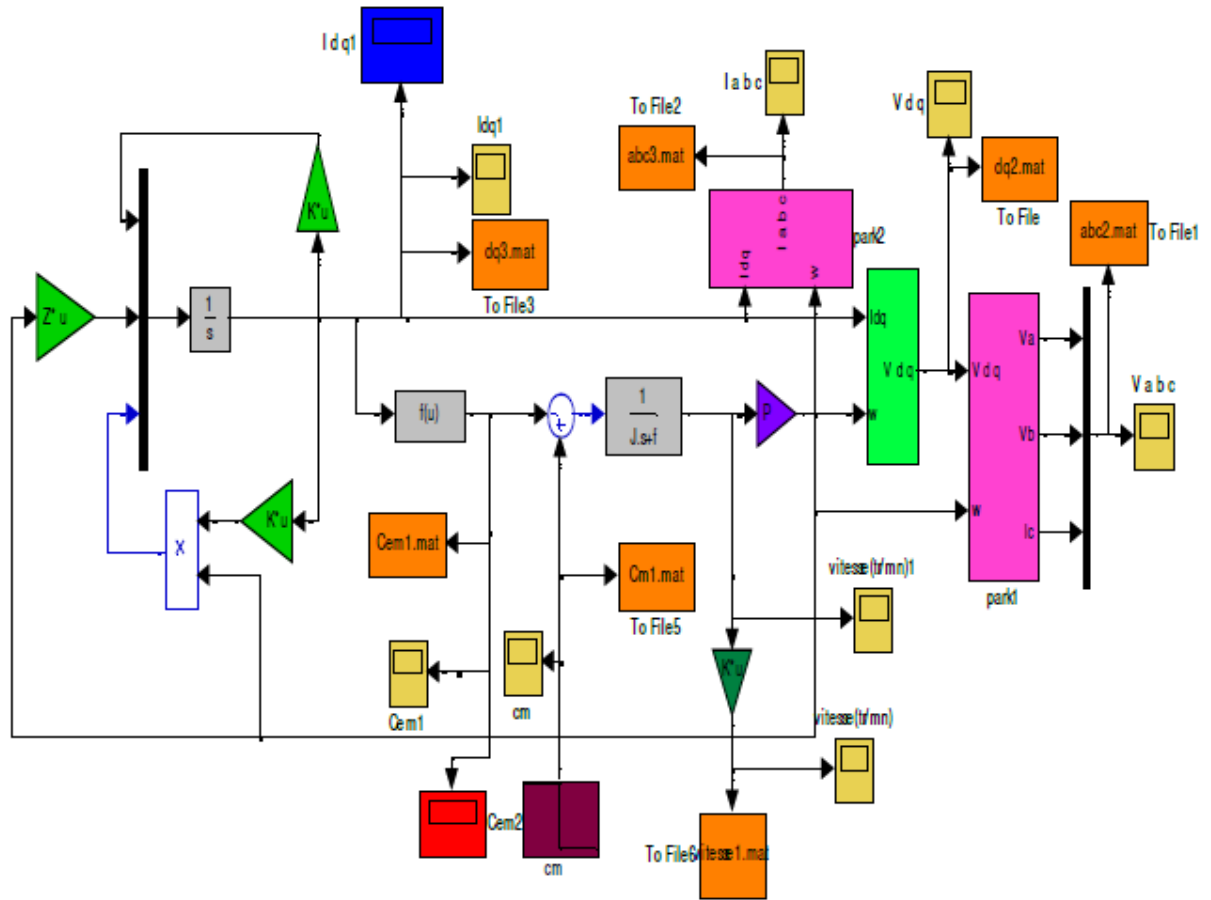 I d q 1
I a b c
V d q
To File2
Idq1
abc3.mat
dq2.mat
To File
K*u
I a b c
abc2.mat
To File1
I d q
w
park2
dq3.mat
To File3
Z* u
1
s
Idq
V d q
w
Va
V d q
Vb
w
Ic
park1
V a b c
f(u)
-
+
1
J.s+f
P
K*u
X
Cem1.mat
Cm1.mat
To File5
vitesse(tr/mn)1
K*u
Cem1
cm
vitesse(tr/mn)
Cem2
cm
To File6
vitesse1.mat